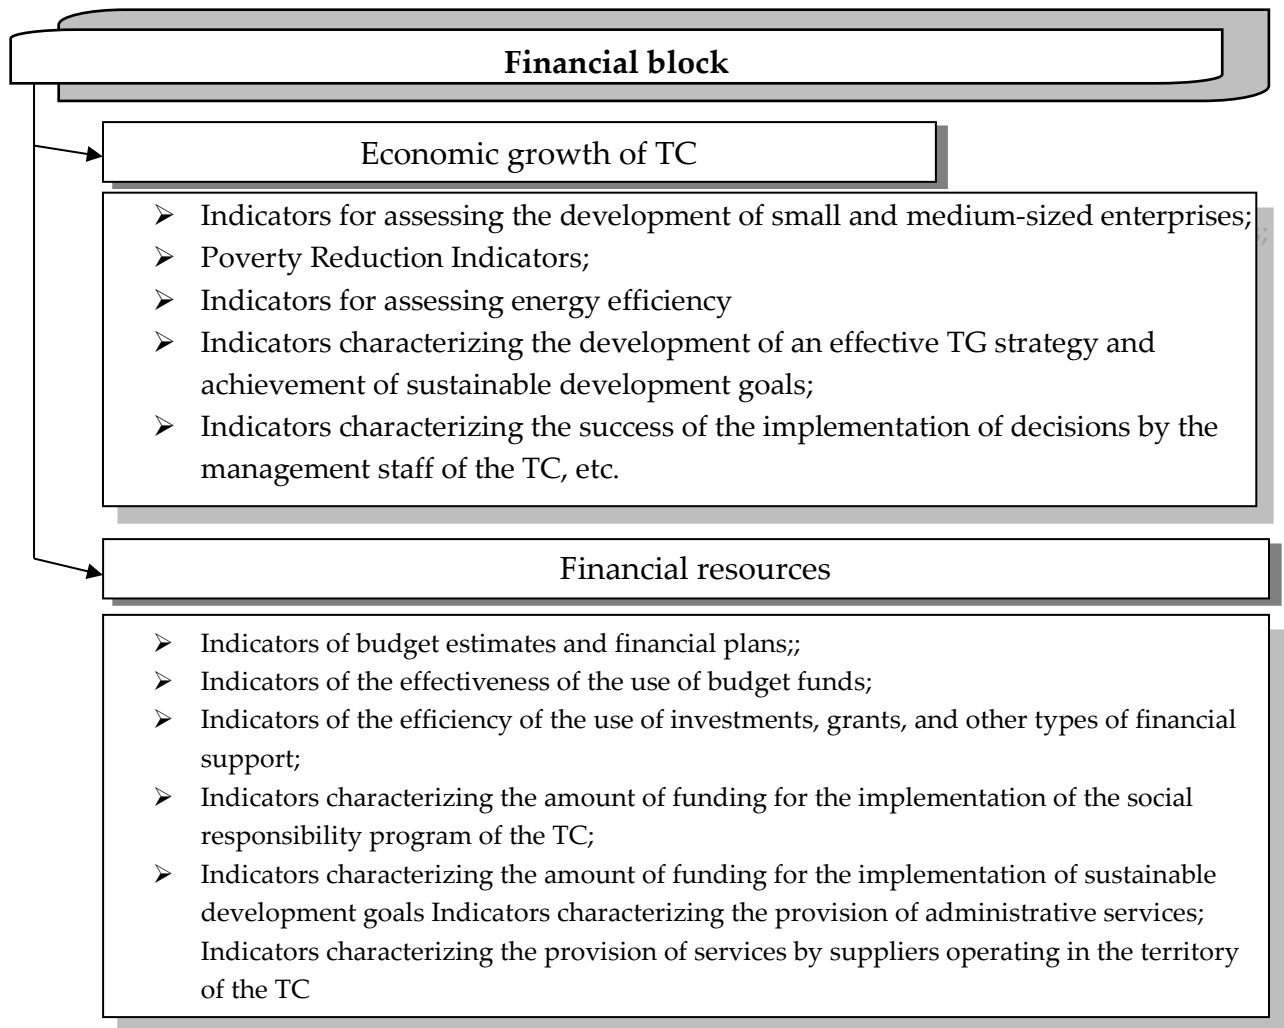 Financial block
Economic growth of TC
➢ Indicators for assessing the development of small and medium-sized enterprises;
➢ Poverty Reduction Indicators;
➢ Indicators for assessing energy efficiency
➢ Indicators characterizing the development of an effective TG strategy and
achievement of sustainable development goals;
➢ Indicators characterizing the success of the implementation of decisions by the
management staff of the TC, etc.
Financial resources
➢ Indicators of budget estimates and financial plans;;
➢ Indicators of the effectiveness of the use of budget funds;
➢ Indicators of the efficiency of the use of investments, grants, and other types of financial
support;
➢ Indicators characterizing the amount of funding for the implementation of the social
responsibility program of the TC;
➢ Indicators characterizing the amount of funding for the implementation of sustainable
development goals Indicators characterizing the provision of administrative services;
Indicators characterizing the provision of services by suppliers operating in the territory
of the TC